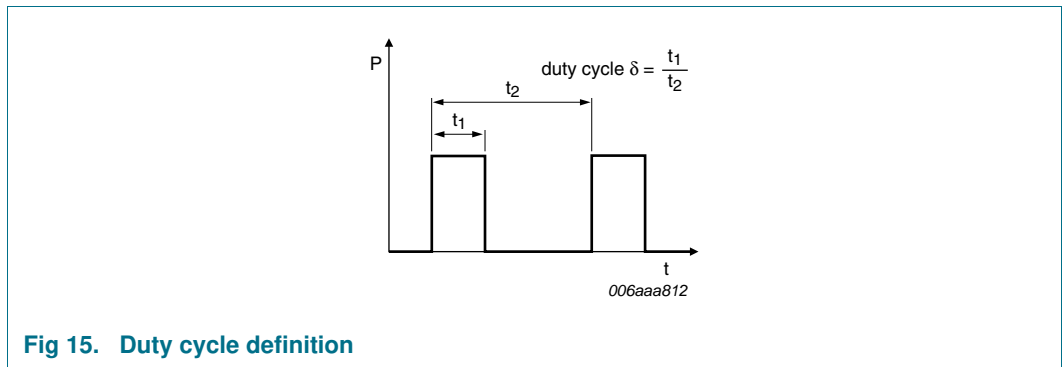 P
duty cycle δ = t1/t2
t2
t1
t
006aaa812
Fig 15. Duty cycle definition